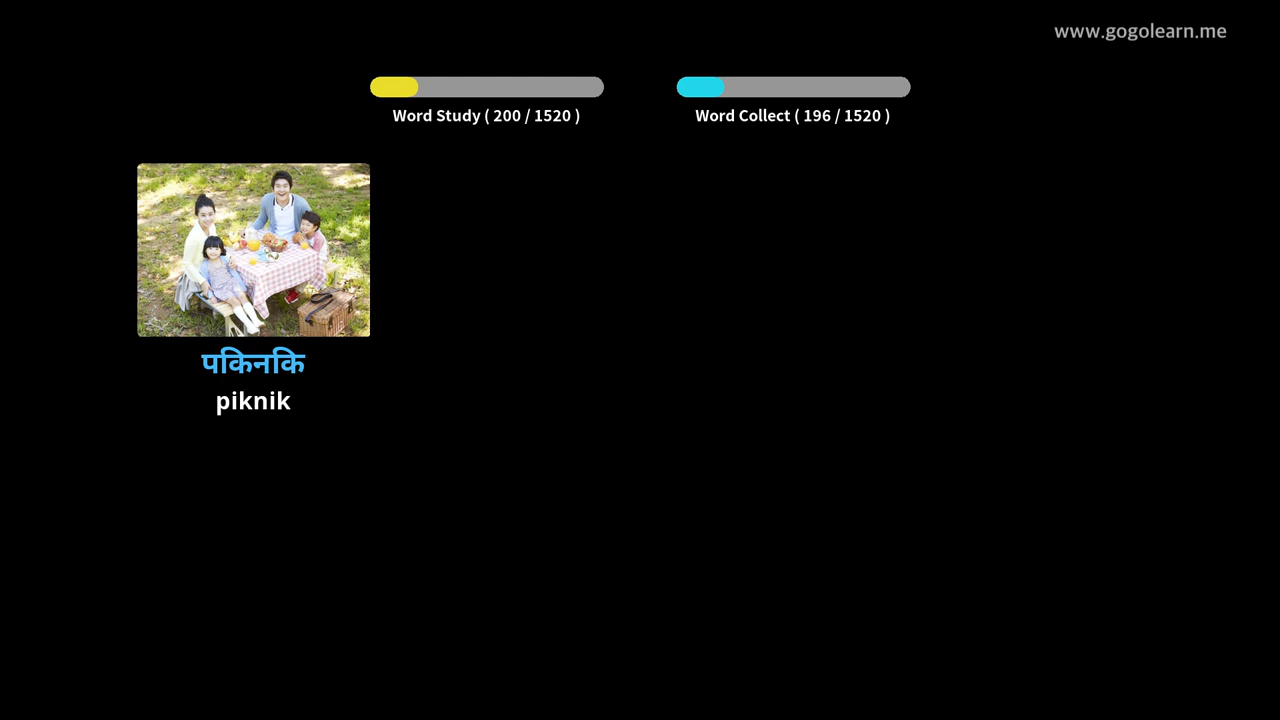 www.gogolearn.me
Word Study ( 200 / 1520 )
Word Collect ( 196 / 1520 )
पकिनकि
piknik